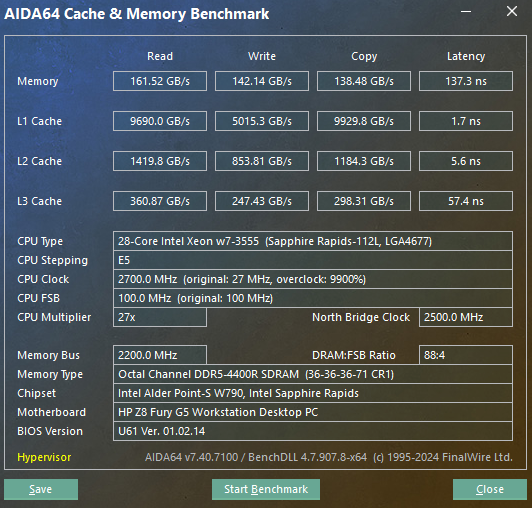 AIDA64 Cache & Memory Benchmark
Read Write Copy Latency
Memory 161.52 GB/s 142.14 GB/s 138.48 GB/s 137.3 ns
L1 Cache 9690.0 GB/s 5015.3 GB/s 9929.8 GB/s 1.7 ns
L2 Cache 1419.8 GB/s 853.81 GB/s 1184.3 GB/s 5.6 ns
L3 Cache 360.87 GB/s 247.43 GB/s 298.31 GB/s 57.4 ns
CPU Type 28-Core Intel Xeon w7-3555 (Sapphire Rapids-112L, LGA4677)
CPU Stepping E5
CPU Clock 2700.0 MHz (original: 27 MHz, overclock: 9900%)
CPU FSB 100.0 MHz (original: 100 MHz)
CPU Multiplier 27x North Bridge Clock 2500.0 MHz
Memory Bus 2200.0 MHz DRAM:FSB Ratio 88:4
Memory Type Octal Channel DDR5-4400R SDRAM (36-36-36-71 CR1)
Chipset Intel Alder Point-S W790, Intel Sapphire Rapids
Motherboard HP Z8 Fury G5 Workstation Desktop PC
BIOS Version U61 Ver. 01.02.14
Hypervisor AIDA64 v7.40.7100 / BenchDLL 4.7.907.8-x64 (c) 1995-2024 FinalWire Ltd.
Save Start Benchmark Close